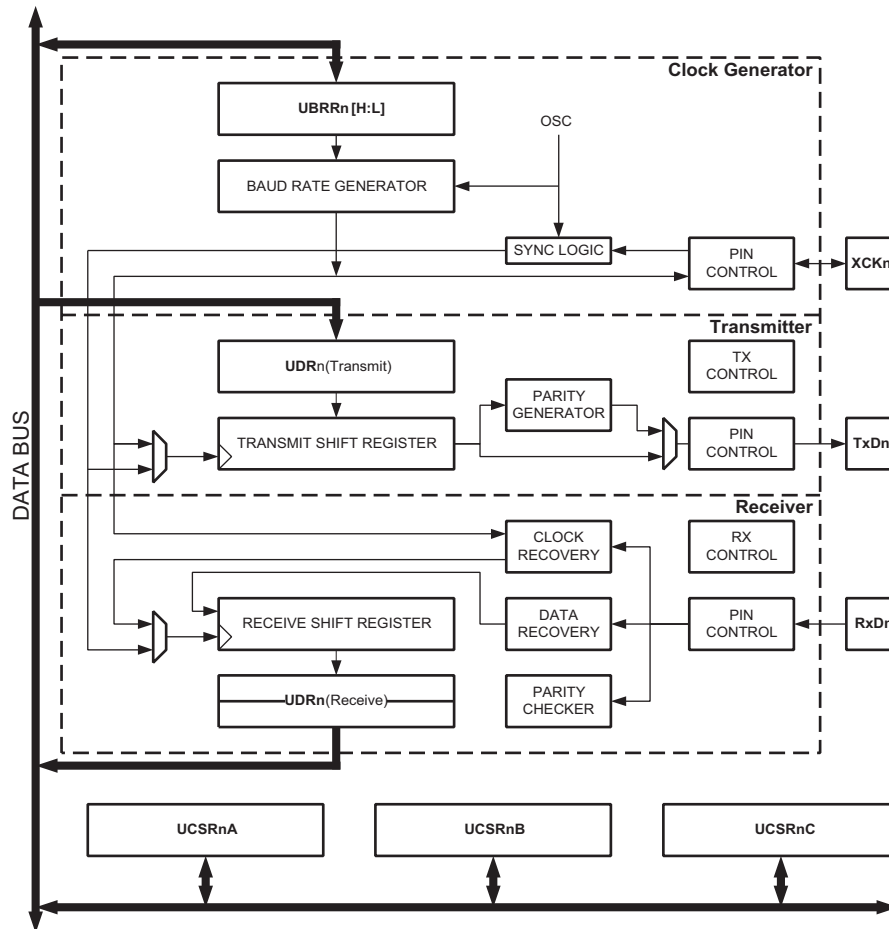 Clock Generator
UBRRn [H:L]
OSC
BAUD RATE GENERATOR
SYNC LOGIC
PIN
CONTROL
XCKn
Transmitter
UDRn(Transmit)
TX
CONTROL
PARITY
GENERATOR
TRANSMIT SHIFT REGISTER
PIN
CONTROL
TxDn
DATA BUS
Receiver
CLOCK
RECOVERY
RX
CONTROL
RECEIVE SHIFT REGISTER
DATA
RECOVERY
PIN
CONTROL
RxDn
UDRn(Receive)
PARITY
CHECKER
UCSRnA
UCSRnB
UCSRnC